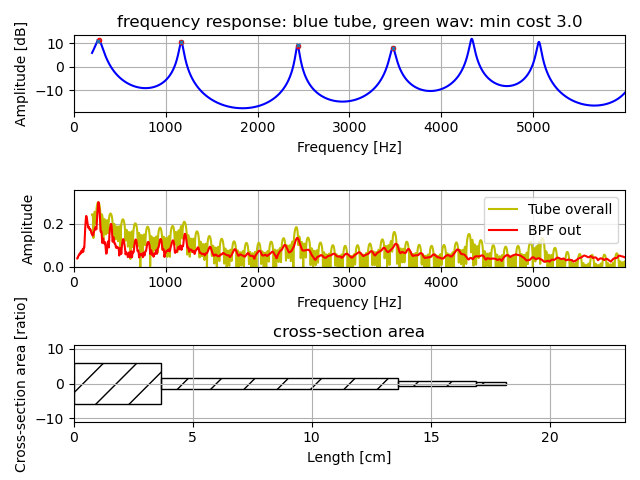 frequency response: blue tube, green wav: min cost 3.0
Amplitude [dB]
10
0
−10
0 1000 2000 3000 4000 5000
Frequency [Hz]
Amplitude
0.2
0.0
Tube overall
BPF out
0 1000 2000 3000 4000 5000
Frequency [Hz]
cross-section area
Cross-section area [ratio]
10
0
−10
0 5 10 15 20
Length [cm]